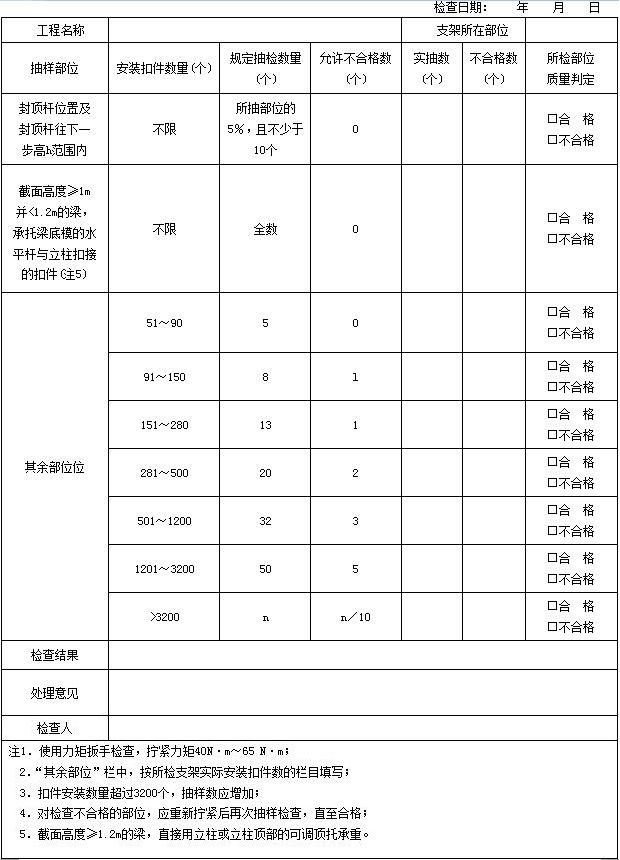 检查日期: 年 月 日
工程名称 支架所在部位
抽样部位 安装扣件数量(个) 规定抽检数量(个) 允许不合格数(个) 实抽数(个) 不合格数(个) 所检部位质量判定
封顶杆位置及
封顶杆往下一
步高h范围内
不限
所抽部位的
5%,且不少于
10个
0
□合 格
□不合格
截面高度≥1m
并<1.2m的梁,
承托梁底模的水
平杆与立柱扣接
的扣件(注5)
不限
全数
0
□合 格
□不合格
其余部位位
51～90 5 0
□合 格
□不合格
91～150 8 1
□合 格
□不合格
151～280 13 1
□合 格
□不合格
281～500 20 2
□合 格
□不合格
501～1200 32 3
□合 格
□不合格
1201～3200 50 5
□合 格
□不合格
>3200 n n/10
□合 格
□不合格
检查结果
处理意见
检查人
注1.使用力矩扳手检查,拧紧力矩40N·m～65 N·m;
2.“其余部位”栏中,按所检支架实际安装扣件数的栏目填写;
3.扣件安装数量超过3200个,抽样数应增加;
4.对检查不合格的部位,应重新拧紧后再次抽样检查,直至合格;
5.截面高度≥1.2m的梁,直接用立柱或立柱顶部的可调顶托承重。